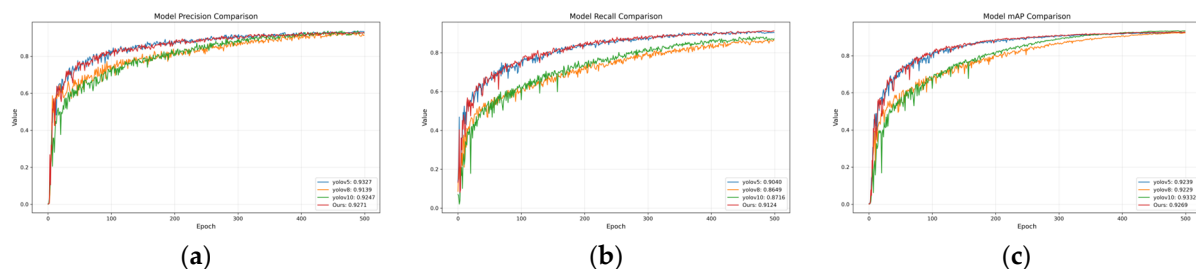 Model Precision Comparison
Value
0.8
0.6
0.4
0.2
0.0
0
100
200
300
400
500
Epoch
yolov5: 0.9327
yolov8: 0.9139
yolov10: 0.9247
Ours: 0.9271
(a)
Model Recall Comparison
Value
0.8
0.6
0.4
0.2
0.0
0
100
200
300
400
500
Epoch
yolov5: 0.9040
yolov8: 0.8649
yolov10: 0.8716
Ours: 0.9124
(b)
Model mAP Comparison
Value
0.8
0.6
0.4
0.2
0.0
0
100
200
300
400
500
Epoch
yolov5: 0.9239
yolov8: 0.9229
yolov10: 0.9332
Ours: 0.9269
(c)